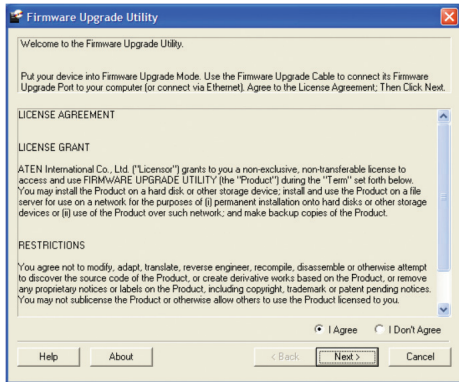 Firmware Upgrade Utility
Welcome to the Firmware Upgrade Utility.
Put your device into Firmware Upgrade Mode. Use the Firmware Upgrade Cable to connect its Firmware
Upgrade Port to your computer (or connect via Ethernet). Agree to the License Agreement; Then Click Next.
LICENSE AGREEMENT
LICENSE GRANT
ATEN International Co., Ltd. ("Licensor") grants to you a non-exclusive, non-transferable license to
access and use FIRMWARE UPGRADE UTILITY (the "Product") during the "Term" set forth below.
You may install the Product on a hard disk or other storage device; install and use the Product on a file
server for use on a network for the purposes of (i) permanent installation onto hard disks or other storage
devices or (ii) use of the Product over such network; and make backup copies of the Product.
RESTRICTIONS
You agree not to modify, adapt, translate, reverse engineer, recompile, disassemble or otherwise attempt
to discover the source code of the Product, or create derivative works based on the Product, or remove
any proprietary notices or labels on the Product, including copyright, trademark or patent pending notices.
You may not sublicense the Product or otherwise allow others to use the Product licensed to you.
I Agree I Don't Agree
Help About < Back Next > Cancel